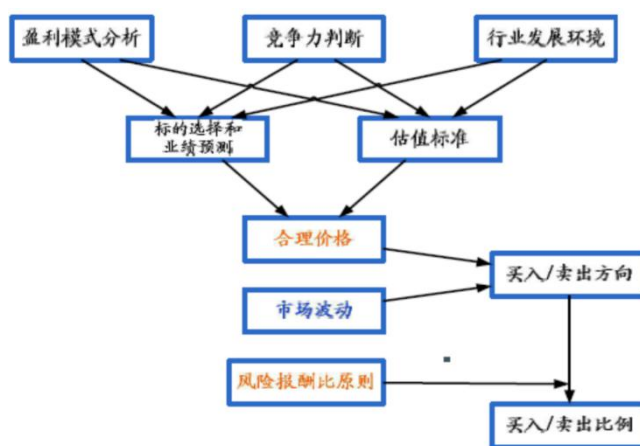 盈利模式分析
竞争力判断
行业发展环境
标的选择和
业绩预测
估值标准
合理价格
买入/卖出方向
市场波动
风险报酬比原则
买入/卖出比例